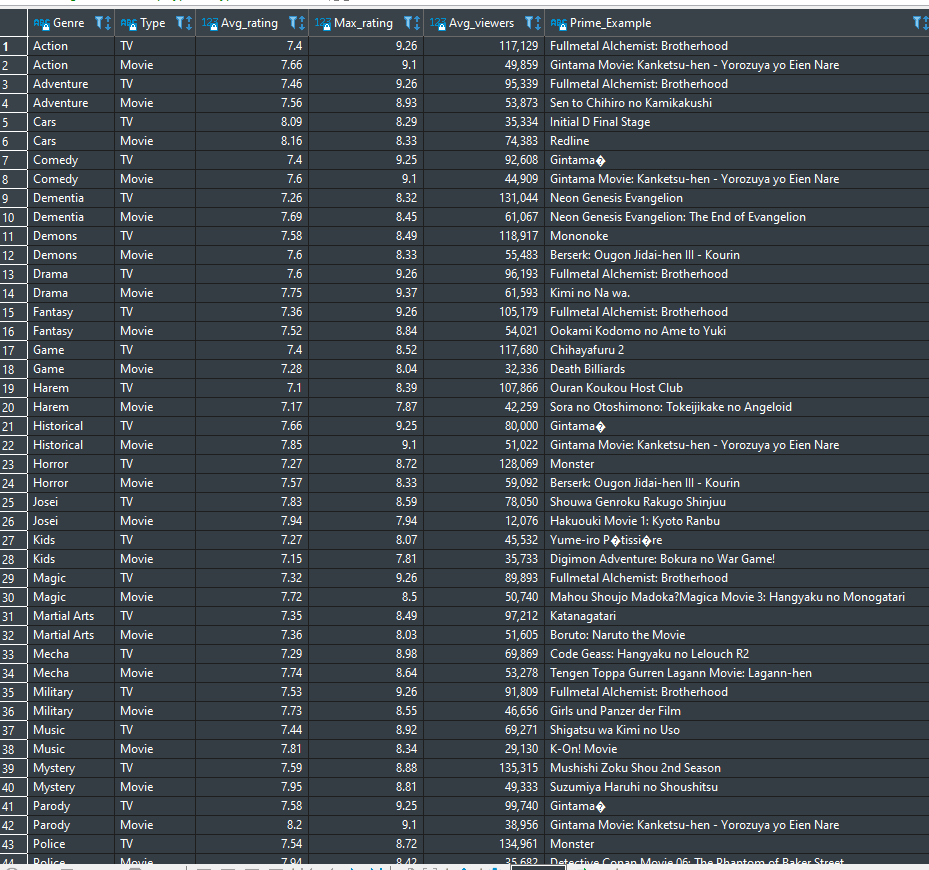 Genre Type Avg_rating Max_rating Avg_viewers Prime_Example
1 Action TV 7.4 9.26 117,129 Fullmetal Alchemist: Brotherhood
2 Action Movie 7.66 9.1 49,859 Gintama Movie: Kanketsu-hen - Yorozuya yo Eien Nare
3 Adventure TV 7.46 9.26 95,339 Fullmetal Alchemist: Brotherhood
4 Adventure Movie 7.56 8.93 53,873 Sen to Chihiro no Kamikakushi
5 Cars TV 8.09 8.29 35,334 Initial D Final Stage
6 Cars Movie 8.16 8.33 74,383 Redline
7 Comedy TV 7.4 9.25 92,608 Gintama�
8 Comedy Movie 7.6 9.1 44,909 Gintama Movie: Kanketsu-hen - Yorozuya yo Eien Nare
9 Dementia TV 7.26 8.32 131,044 Neon Genesis Evangelion
10 Dementia Movie 7.69 8.45 61,067 Neon Genesis Evangelion: The End of Evangelion
11 Demons TV 7.58 8.49 118,917 Mononoke
12 Demons Movie 7.6 8.33 55,483 Berserk: Ougon Jidai-hen III - Kourin
13 Drama TV 7.6 9.26 96,193 Fullmetal Alchemist: Brotherhood
14 Drama Movie 7.75 9.37 61,593 Kimi no Na wa.
15 Fantasy TV 7.36 9.26 105,179 Fullmetal Alchemist: Brotherhood
16 Fantasy Movie 7.52 8.84 54,021 Ookami Kodomo no Ame to Yuki
17 Game TV 7.4 8.52 117,680 Chihayafuru 2
18 Game Movie 7.28 8.04 32,336 Death Billiards
19 Harem TV 7.1 8.39 107,866 Ouran Koukou Host Club
20 Harem Movie 7.17 7.87 42,259 Sora no Otoshimono: Tokeijikake no Angeloid
21 Historical TV 7.66 9.25 80,000 Gintama�
22 Historical Movie 7.85 9.1 51,022 Gintama Movie: Kanketsu-hen - Yorozuya yo Eien Nare
23 Horror TV 7.27 8.72 128,069 Monster
24 Horror Movie 7.57 8.33 59,092 Berserk: Ougon Jidai-hen III - Kourin
25 Josei TV 7.83 8.59 78,050 Shouwa Genroku Rakugo Shinjuu
26 Josei Movie 7.94 7.94 12,076 Hakuouki Movie 1: Kyoto Ranbu
27 Kids TV 7.27 8.07 45,532 Yume-iro P�tissi�re
28 Kids Movie 7.15 7.81 35,733 Digimon Adventure: Bokura no War Game!
29 Magic TV 7.32 9.26 89,893 Fullmetal Alchemist: Brotherhood
30 Magic Movie 7.72 8.5 50,740 Mahou Shoujo Madoka?Magica Movie 3: Hangyaku no Monogatari
31 Martial Arts TV 7.35 8.49 97,212 Katanagatari
32 Martial Arts Movie 7.36 8.03 51,605 Boruto: Naruto the Movie
33 Mecha TV 7.29 8.98 69,869 Code Geass: Hangyaku no Lelouch R2
34 Mecha Movie 7.74 8.64 53,278 Tengen Toppa Gurren Lagann Movie: Lagann-hen
35 Military TV 7.53 9.26 91,809 Fullmetal Alchemist: Brotherhood
36 Military Movie 7.73 8.55 46,656 Girls und Panzer der Film
37 Music TV 7.44 8.92 69,271 Shigatsu wa Kimi no Uso
38 Music Movie 7.81 8.34 29,130 K-On! Movie
39 Mystery TV 7.59 8.88 135,315 Mushishi Zoku Shou 2nd Season
40 Mystery Movie 7.95 8.81 49,333 Suzumiya Haruhi no Shoushitsu
41 Parody TV 7.58 9.25 99,740 Gintama�
42 Parody Movie 8.2 9.1 38,956 Gintama Movie: Kanketsu-hen - Yorozuya yo Eien Nare
43 Police TV 7.54 8.72 134,961 Monster
44 Police Movie 7.94 8.42 35,682 Detective Conan Movie 06: The Phantom of Baker Street